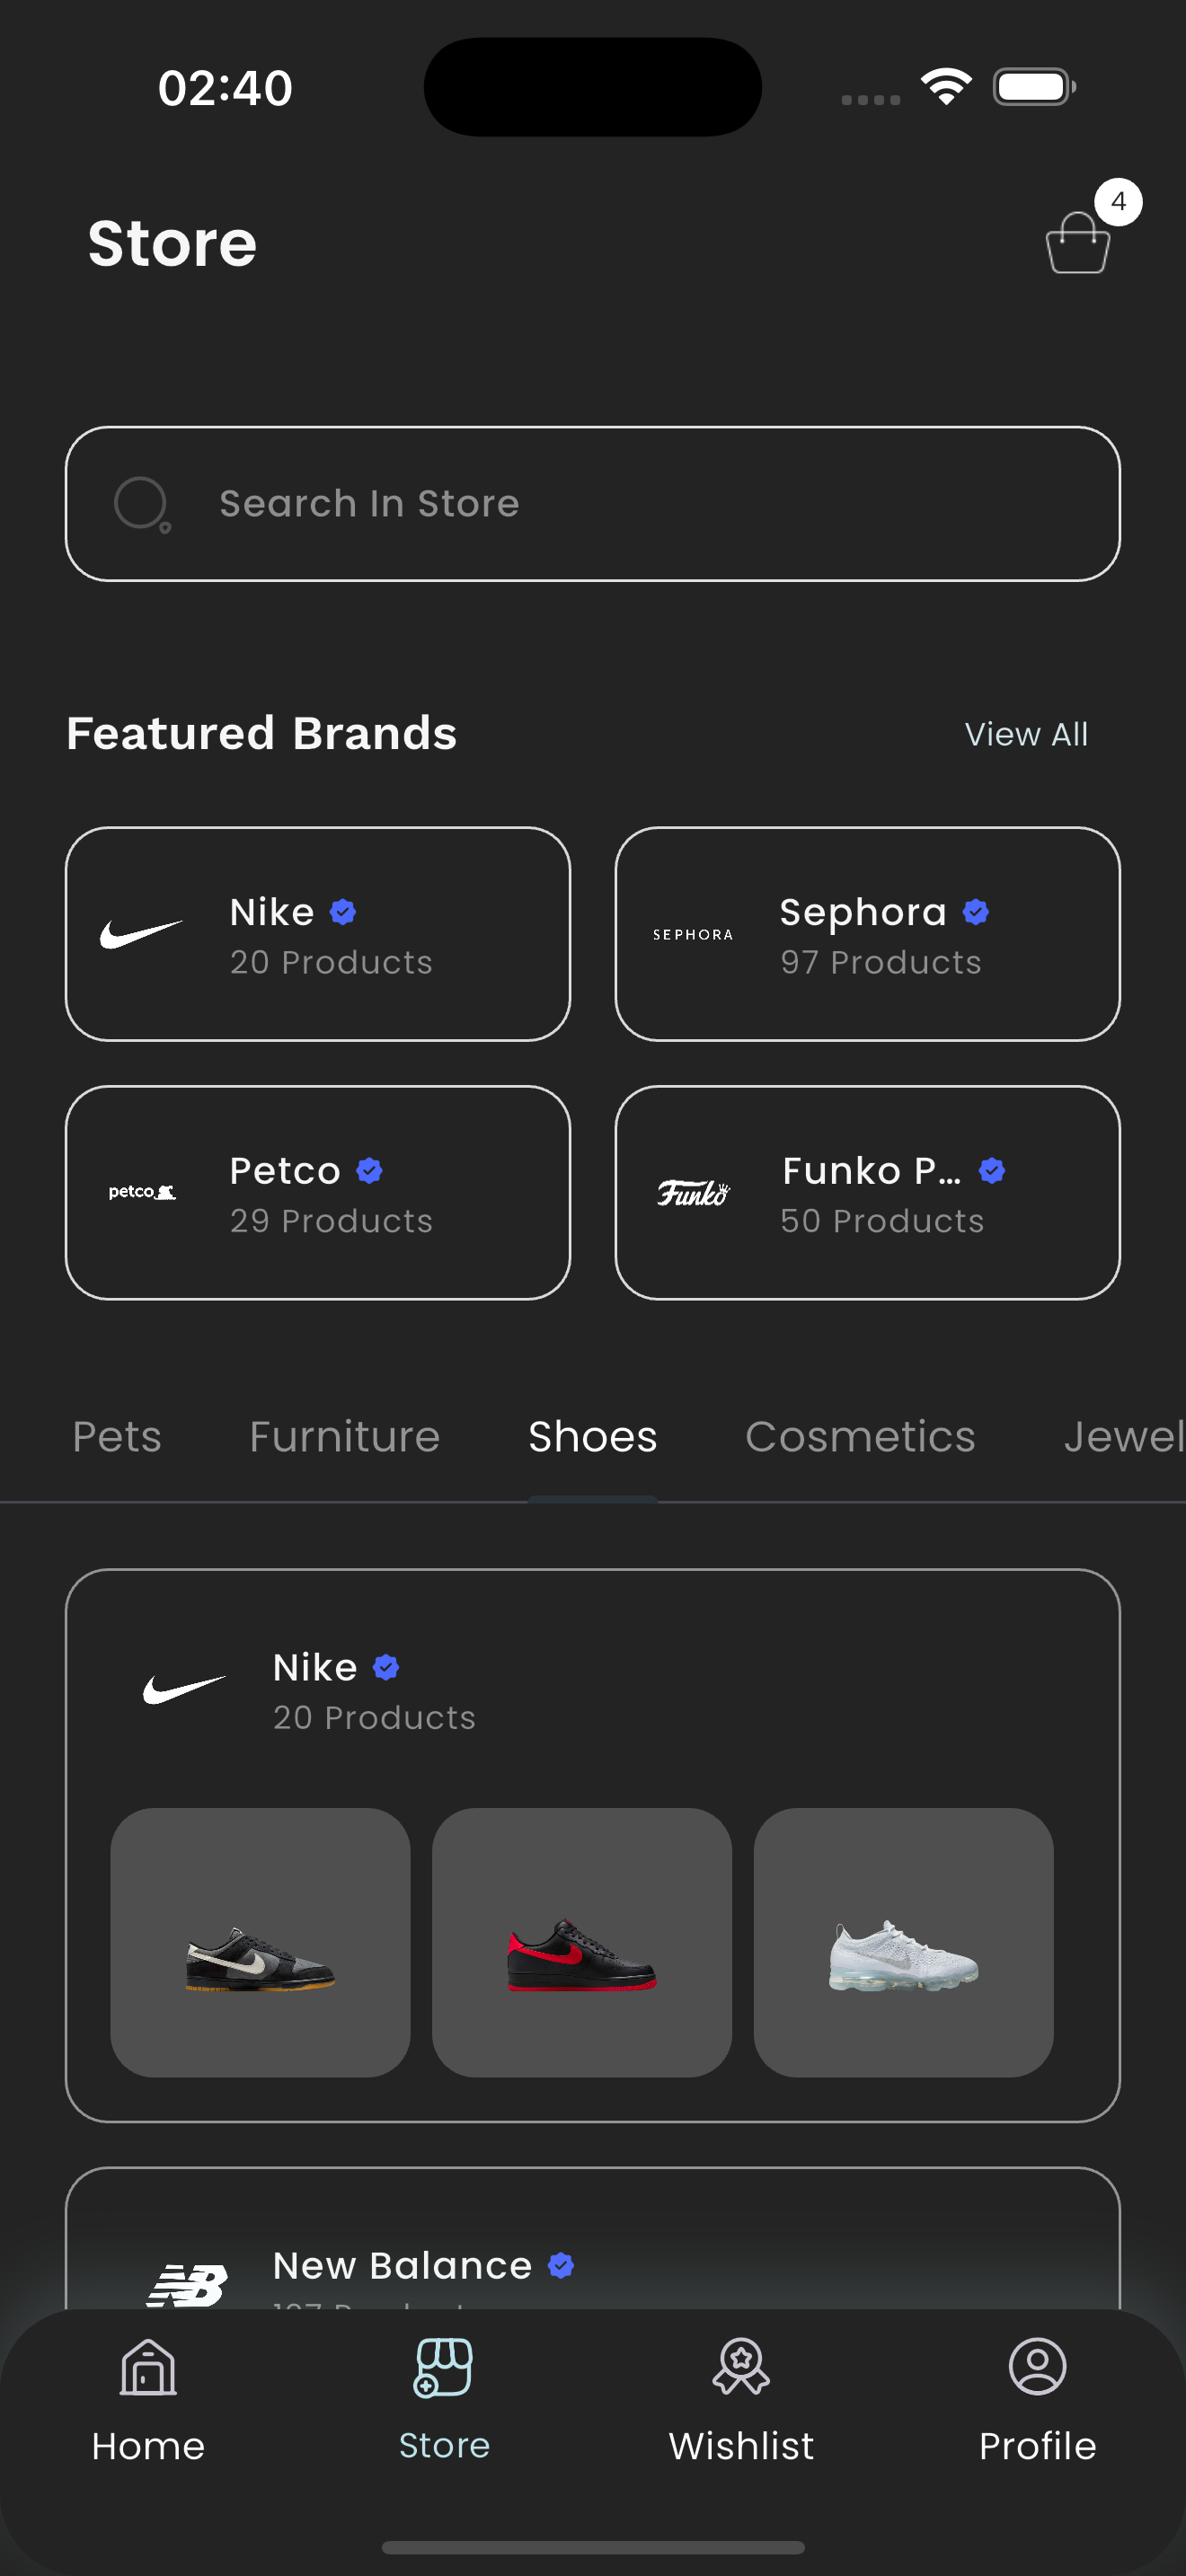 02:40
Store
4
Search In Store
Featured Brands
View All
Nike
20 Products
SEPHORA
Sephora
97 Products
petco
Petco
29 Products
Funko
Funko P...
50 Products
Pets Furniture Shoes Cosmetics Jewel
Nike
20 Products
NB
New Balance
Home Store Wishlist Profile